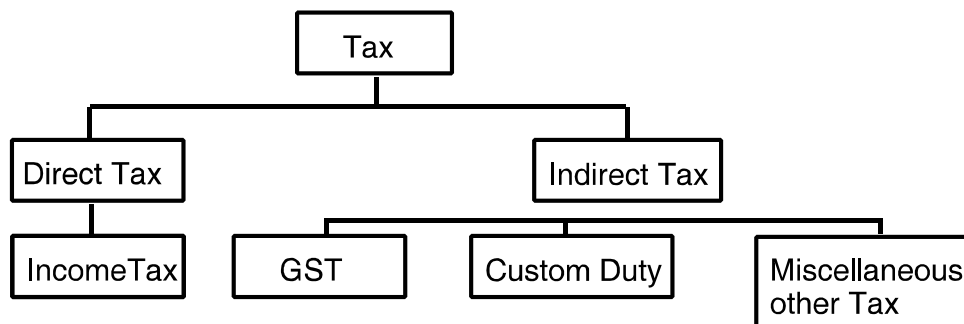 Tax
Direct Tax
Indirect Tax
IncomeTax
GST
Custom Duty
Miscellaneous
other Tax